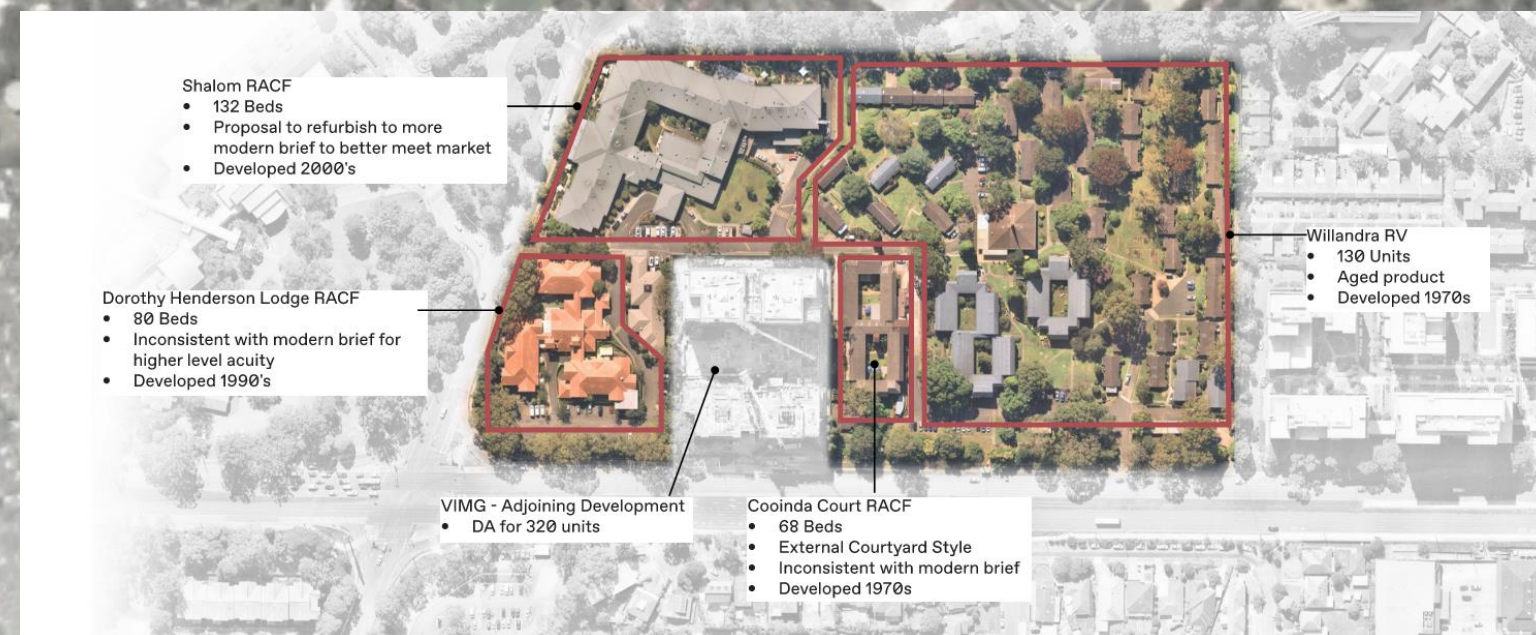 Shalom RACF
• 132 Beds
• Proposal to refurbish to more
modern brief to better meet market
• Developed 2000's
Willandra RV
• 130 Units
• Aged product
• Developed 1970s
Dorothy Henderson Lodge RACF
• 80 Beds
• Inconsistent with modern brief for
higher level acuity
• Developed 1990's
VIMG - Adjoining Development
• DA for 320 units
Cooinda Court RACF
• 68 Beds
• External Courtyard Style
• Inconsistent with modern brief
• Developed 1970s